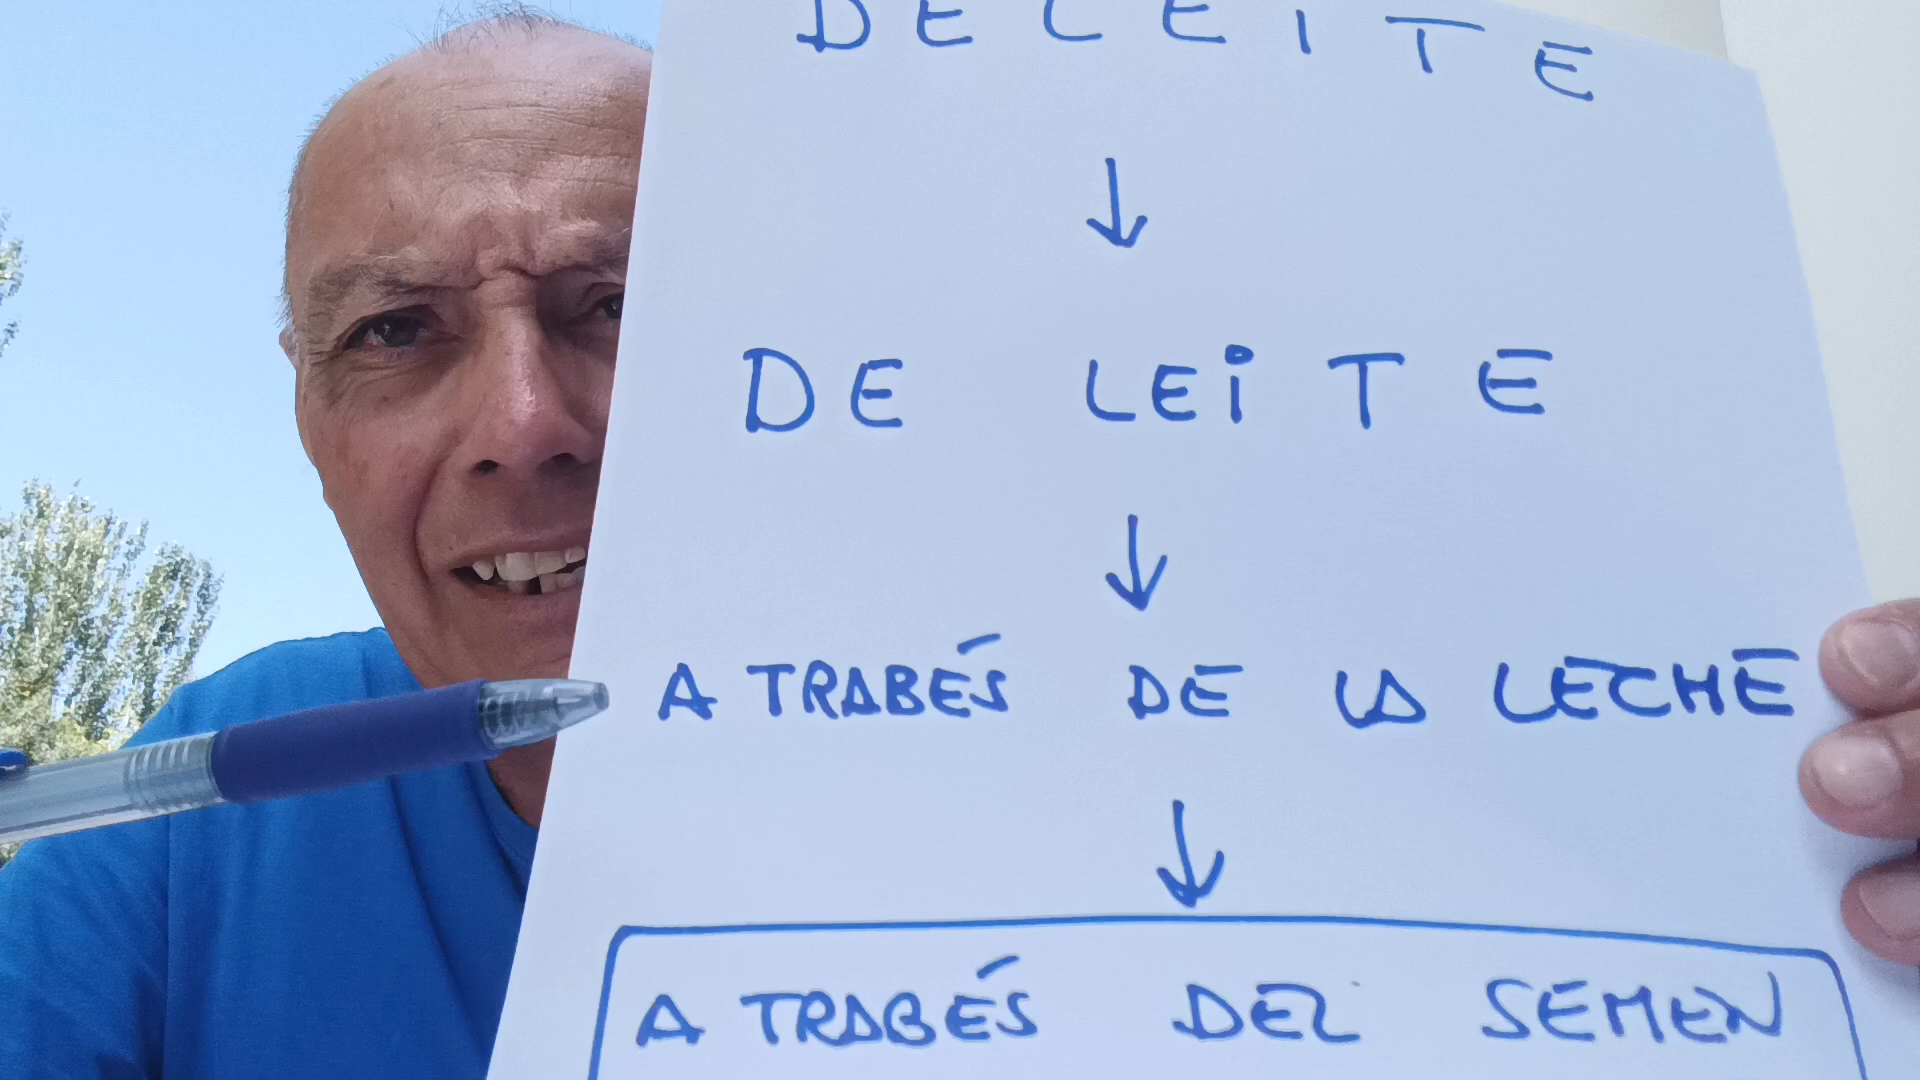 DELEITE
DE LEiTE
A TRABÉS DE LA LECHE
A TRABÉS DEL SEMEN